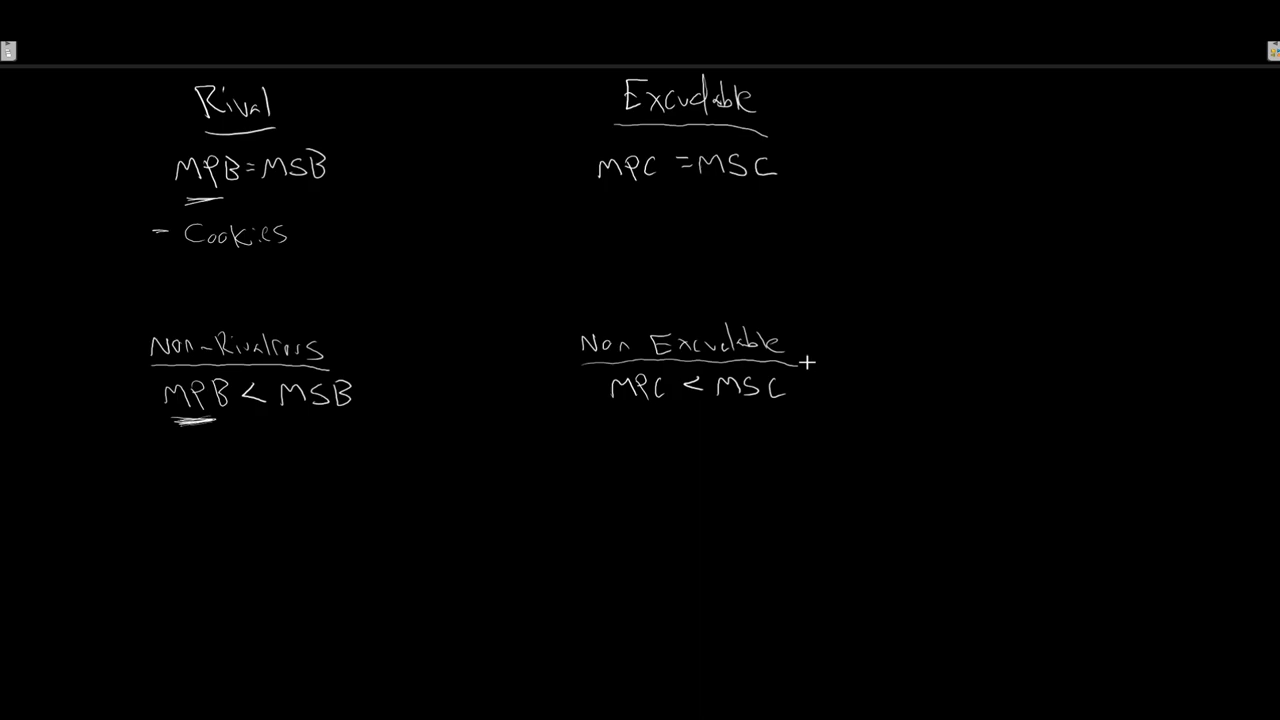 Rival
MPB = MSB
- Cookies
Excudable
MPC = MSC
Non-Rivalrous
MPB < MSB
Non Excudable
MPC < MSC